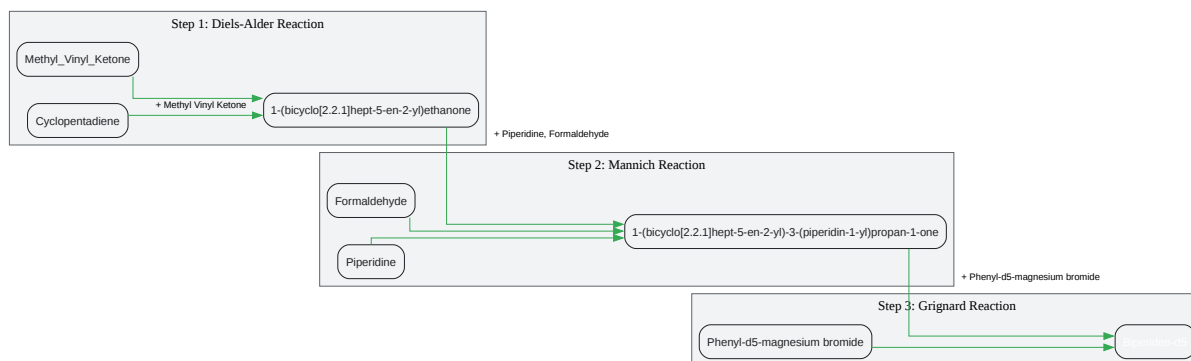 Step 1: Diels-Alder Reaction
Methyl_Vinyl_Ketone
+ Methyl Vinyl Ketone
Cyclopentadiene
1-(bicyclo[2.2.1]hept-5-en-2-yl)ethanone
+ Piperidine, Formaldehyde
Step 2: Mannich Reaction
Formaldehyde
Piperidine
1-(bicyclo[2.2.1]hept-5-en-2-yl)-3-(piperidin-1-yl)propan-1-one
+ Phenyl-d5-magnesium bromide
Step 3: Grignard Reaction
Phenyl-d5-magnesium bromide
Biperiden-d5